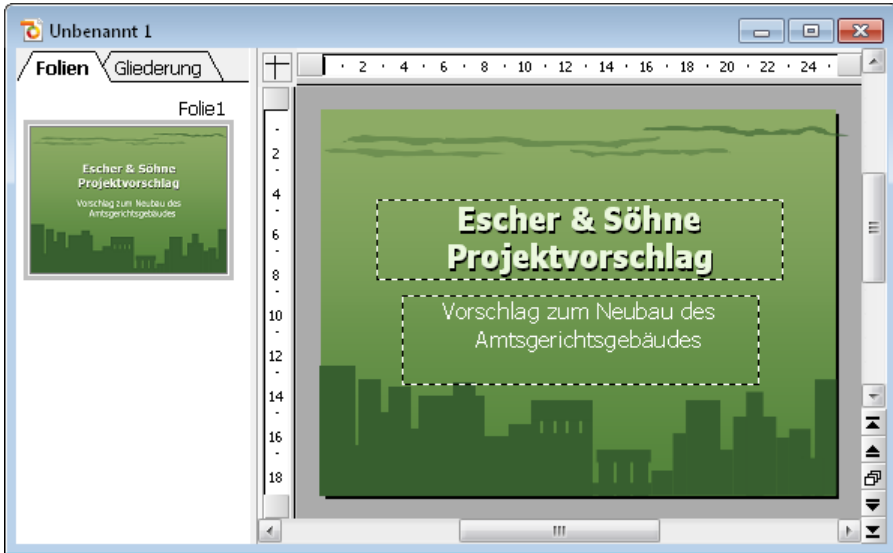 Unbenannt 1
Folien Gliederung
Folie1
Escher & Söhne
Projektvorschlag
Vorschlag zum Neubau des
Amtsgerichtsgebäudes
2 4 6 8 10 12 14 16 18 20 22 24
2
4
6
8
10
12
14
16
18
Escher & Söhne
Projektvorschlag
Vorschlag zum Neubau des
Amtsgerichtsgebäudes